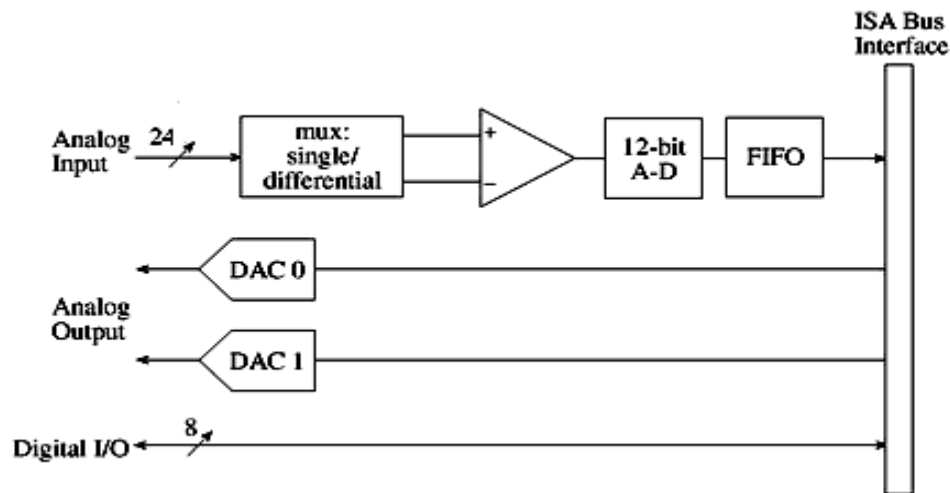 ISA Bus
Interface
Analog
Input
24
mux:
single/
differential
+
−
12-bit
A-D
FIFO
DAC 0
Analog
Output
DAC 1
Digital I/O
8